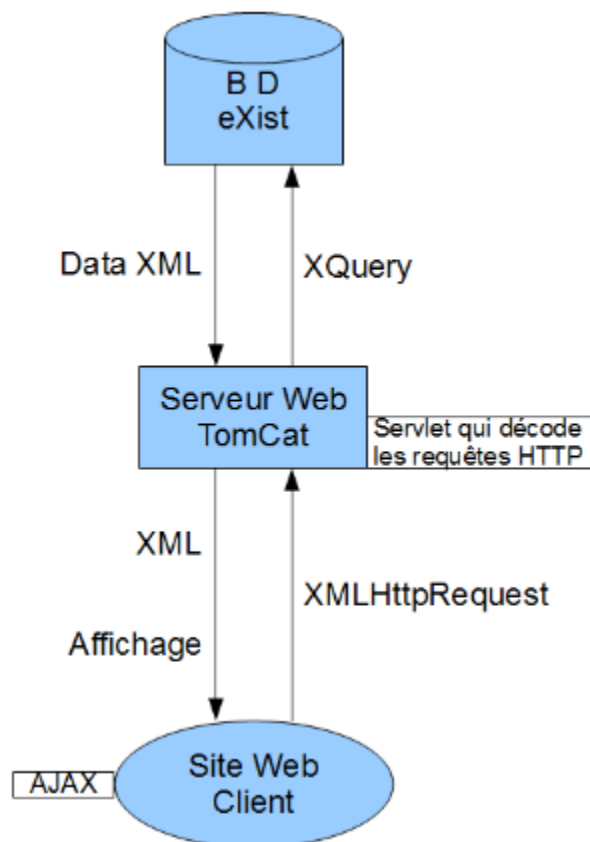 B D
eXist
Data XML
XQuery
Serveur Web
TomCat
Servlet qui décode
les requêtes HTTP
XML
XMLHttpRequest
Affichage
Site Web
Client
AJAX